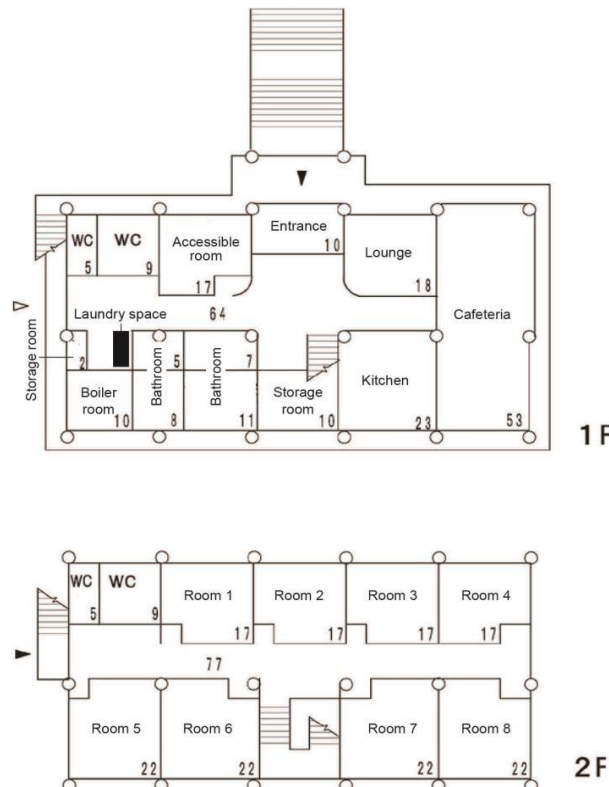 WC
WC
5
9
Accessible
room
17
Entrance
10
Lounge
18
Cafeteria
53
64
Laundry space
Storage room
2
Boiler
room
10
Bathroom
5
8
Bathroom
7
11
Storage
room
10
Kitchen
23
1F
WC
WC
5
9
Room 1
17
Room 2
17
Room 3
17
Room 4
17
77
Room 5
22
Room 6
22
Room 7
22
Room 8
22
2F